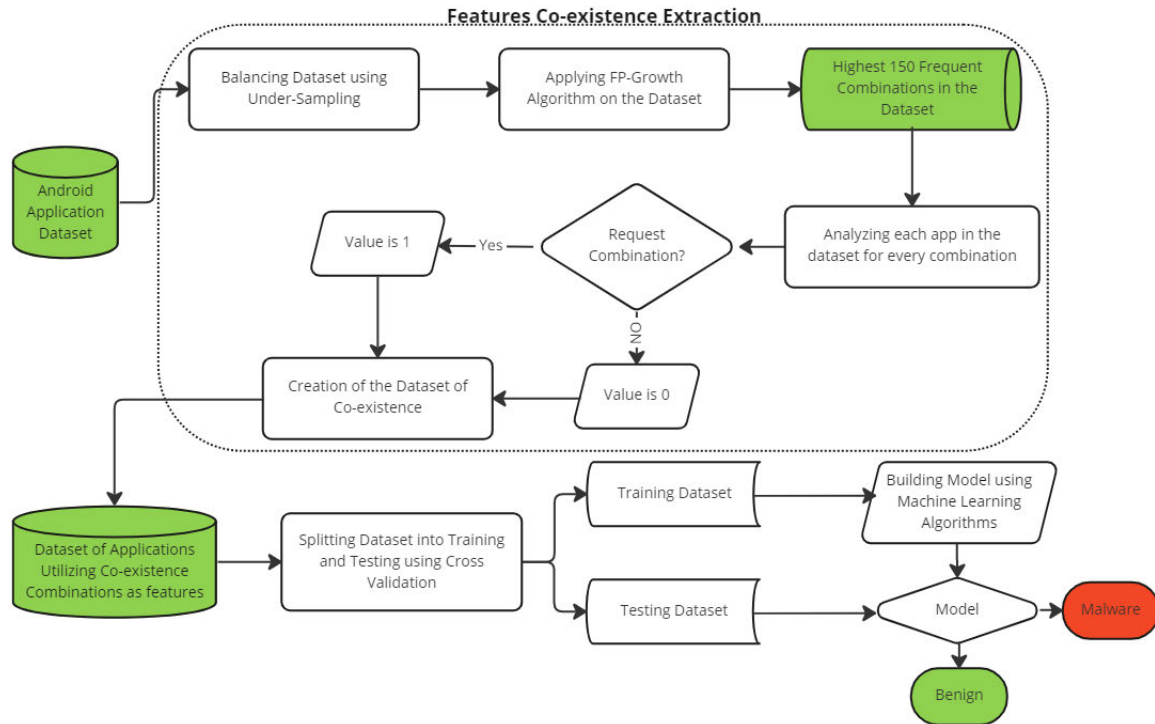 Features Co-existence Extraction
Balancing Dataset using
Under-Sampling
Applying FP-Growth
Algorithm on the Dataset
Highest 150 Frequent
Combinations in the
Dataset
Android
Application
Dataset
Value is 1
Yes
Request
Combination?
Analyzing each app in the
dataset for every combination
NO
Creation of the Dataset of
Co-existence
Value is 0
Training Dataset
Building Model using
Machine Learning
Algorithms
Dataset of Applications
Utilizing Co-existence
Combinations as features
Splitting Dataset into Training
and Testing using Cross
Validation
Testing Dataset
Model
Malware
Benign